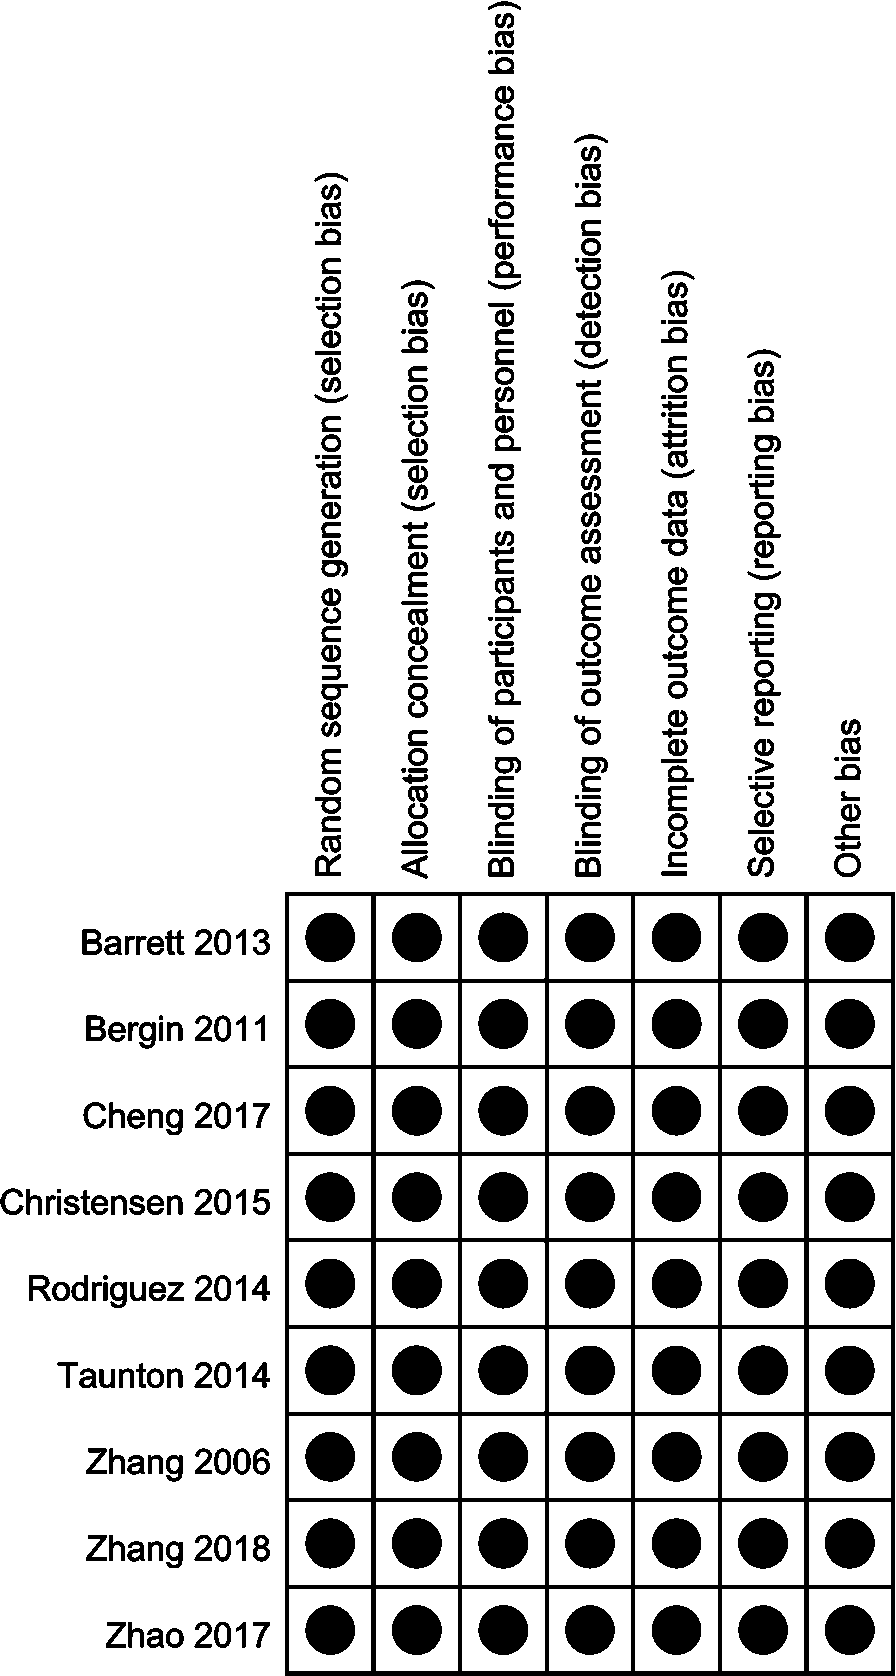 Random sequence generation (selection bias)
Allocation concealment (selection bias)
Blinding of participants and personnel (performance bias)
Blinding of outcome assessment (detection bias)
Incomplete outcome data (attrition bias)
Selective reporting (reporting bias)
Other bias
Barrett 2013
Bergin 2011
Cheng 2017
Christensen 2015
Rodriguez 2014
Taunton 2014
Zhang 2006
Zhang 2018
Zhao 2017